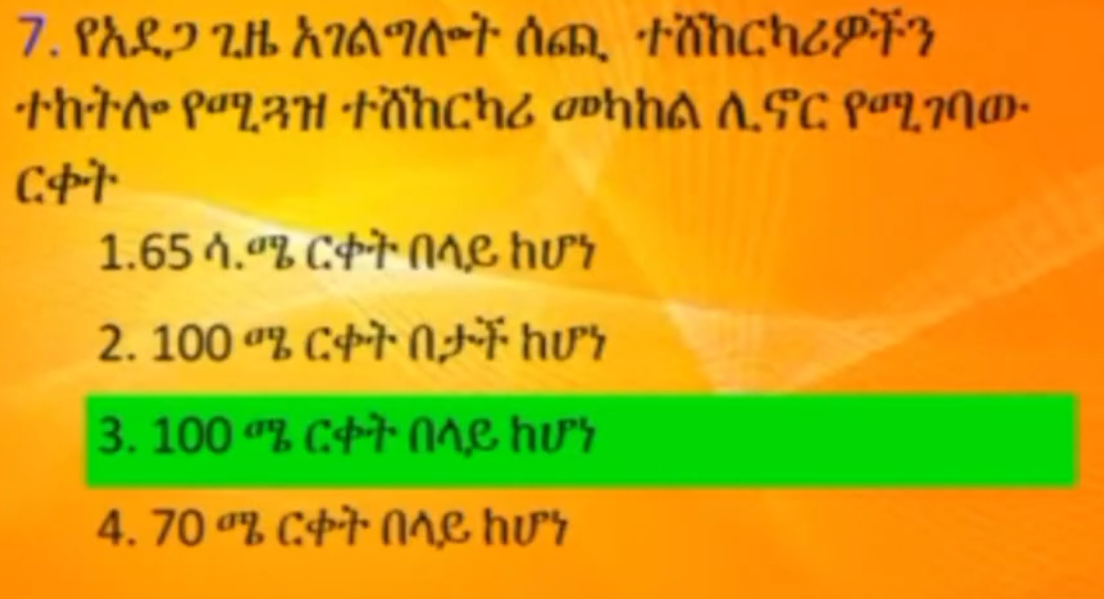 7. የአደጋ ጊዜ አገልግሎት ሰጪ ተሽከርካሪዎችን
ተከትሎ የሚጓዝ ተሽከርካሪ መካከል ሊኖር የሚገባው
ርቀት
1.65 ሳ.ሜ ርቀት በላይ ከሆነ
2. 100 ሜ ርቀት በታች ከሆነ
3. 100 ሜ ርቀት በላይ ከሆነ
4. 70 ሜ ርቀት በላይ ከሆነ